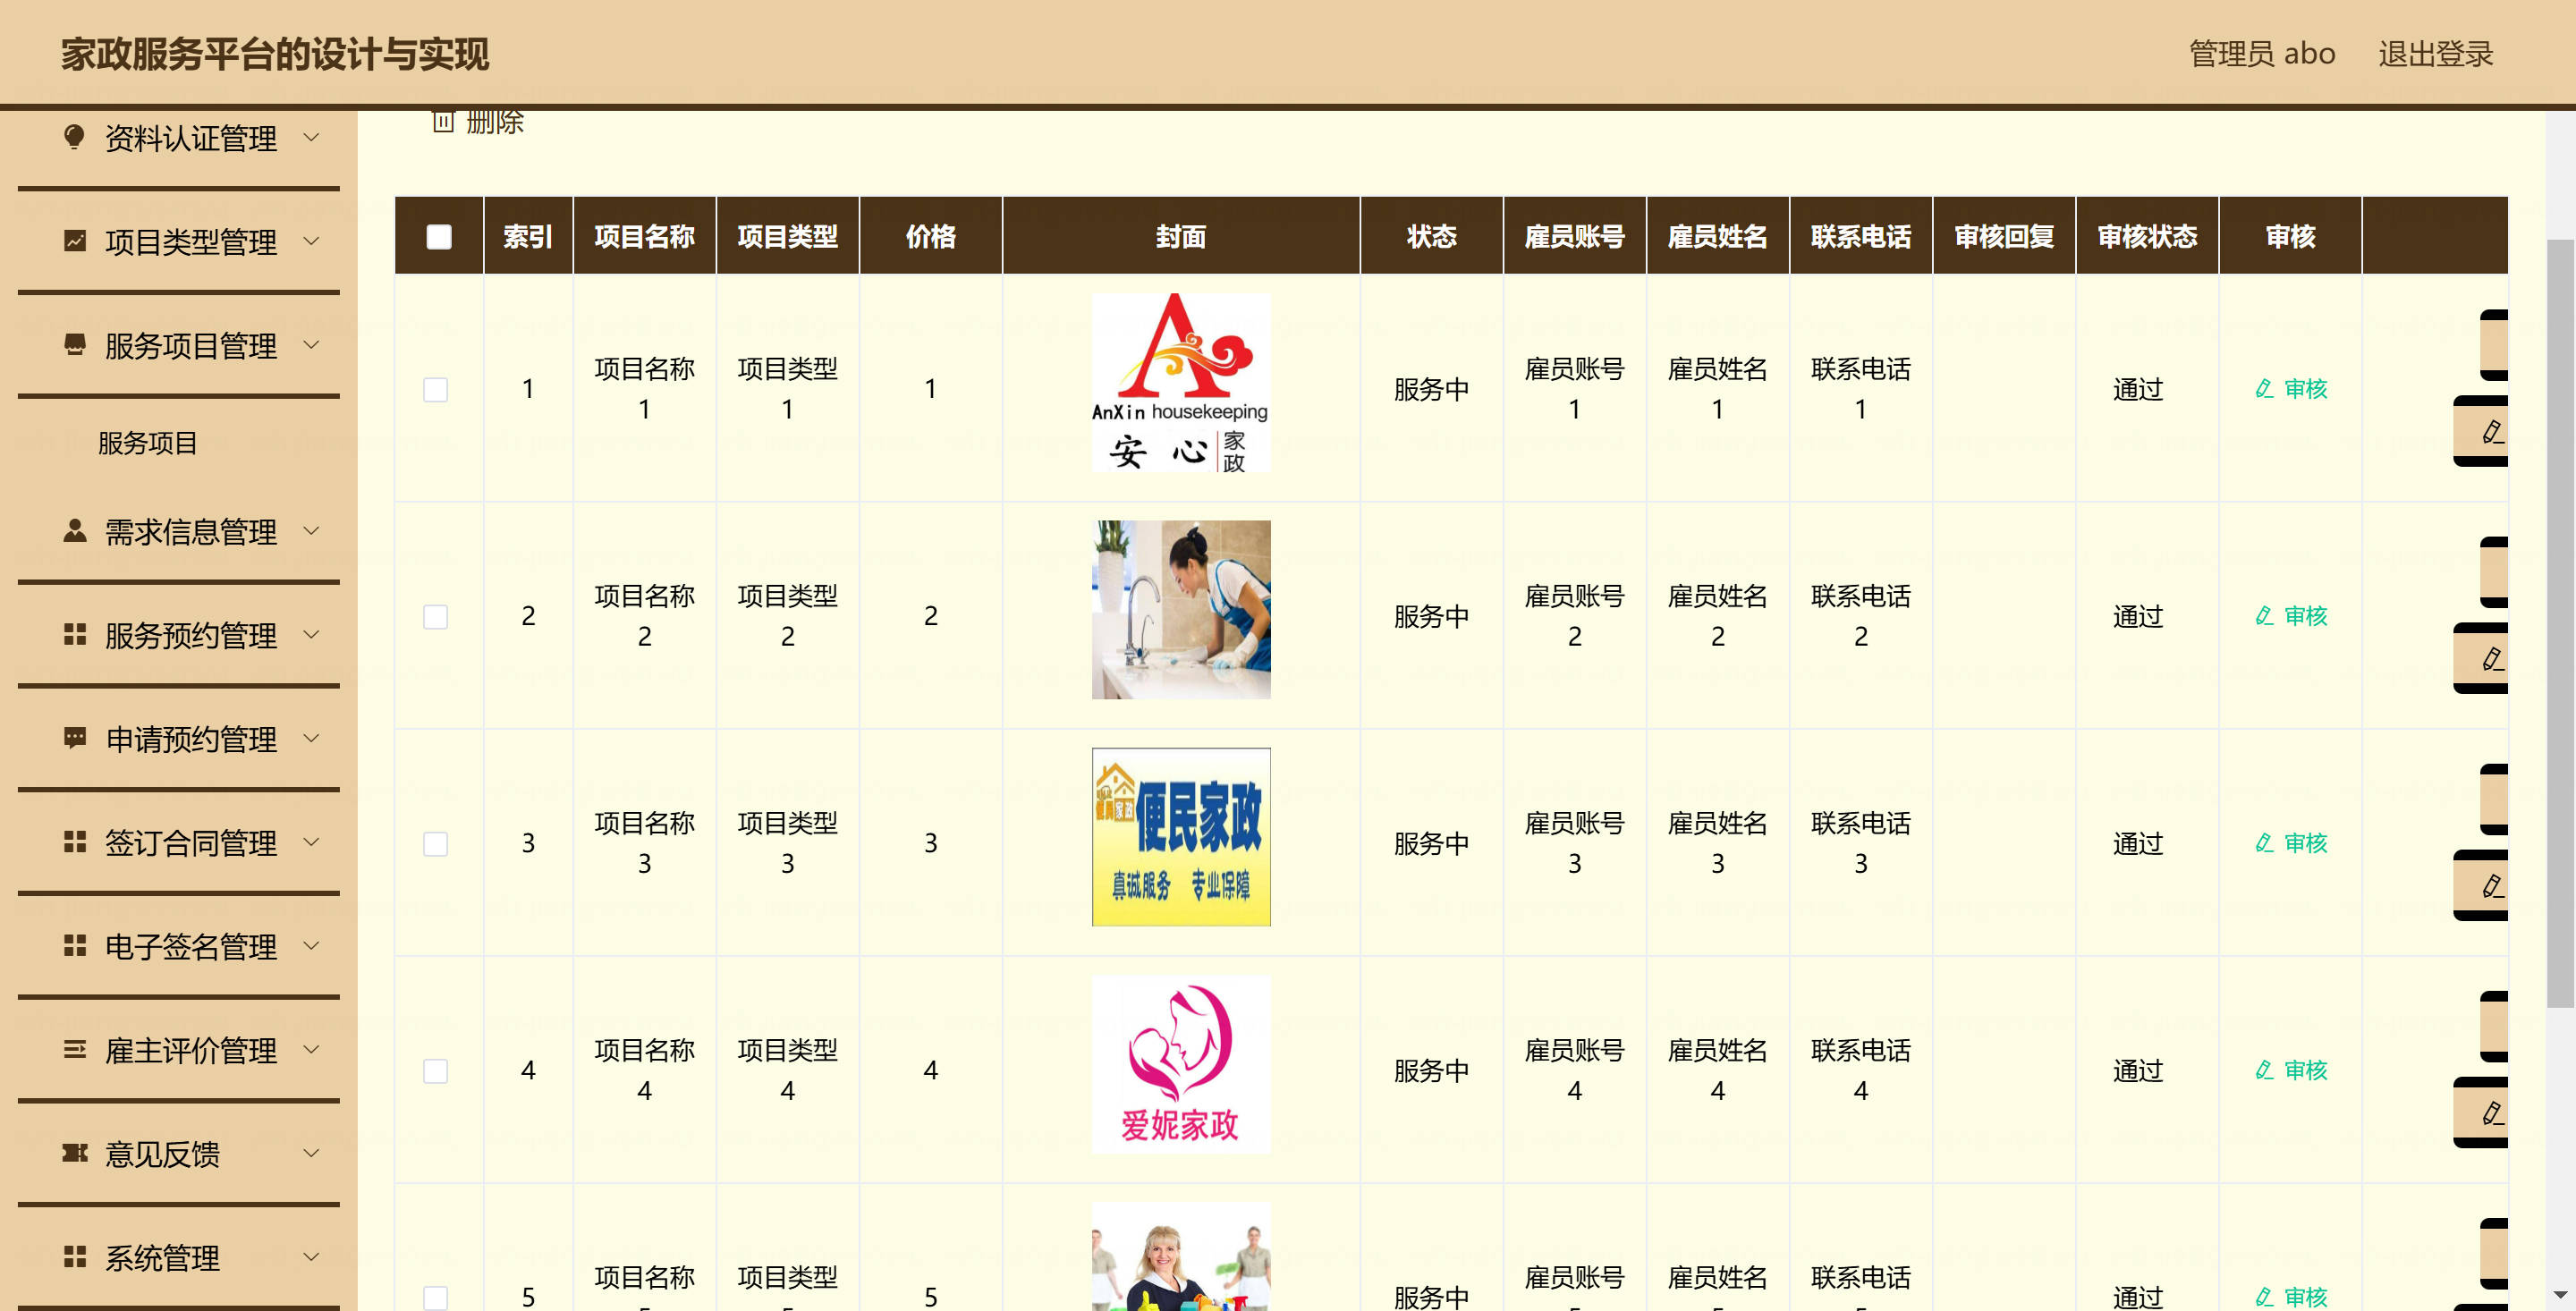 家政服务平台的设计与实现
管理员 abo
退出登录
删除
资料认证管理
项目类型管理
服务项目管理
服务项目
需求信息管理
服务预约管理
申请预约管理
签订合同管理
电子签名管理
雇主评价管理
意见反馈
系统管理
索引 项目名称 项目类型 价格 封面 状态 雇员账号 雇员姓名 联系电话 审核回复 审核状态 审核
1 项目名称1 项目类型1 1 服务中 雇员账号1 雇员姓名1 联系电话1 通过 审核
AnXin housekeeping
安心 家政
2 项目名称2 项目类型2 2 服务中 雇员账号2 雇员姓名2 联系电话2 通过 审核
3 项目名称3 项目类型3 3 服务中 雇员账号3 雇员姓名3 联系电话3 通过 审核
便民家政
便民家政
真诚服务 专业保障
4 项目名称4 项目类型4 4 服务中 雇员账号4 雇员姓名4 联系电话4 通过 审核
爱妮家政
5 项目名称 项目类型 5 服务中 雇员账号 雇员姓名 联系电话 通过 审核